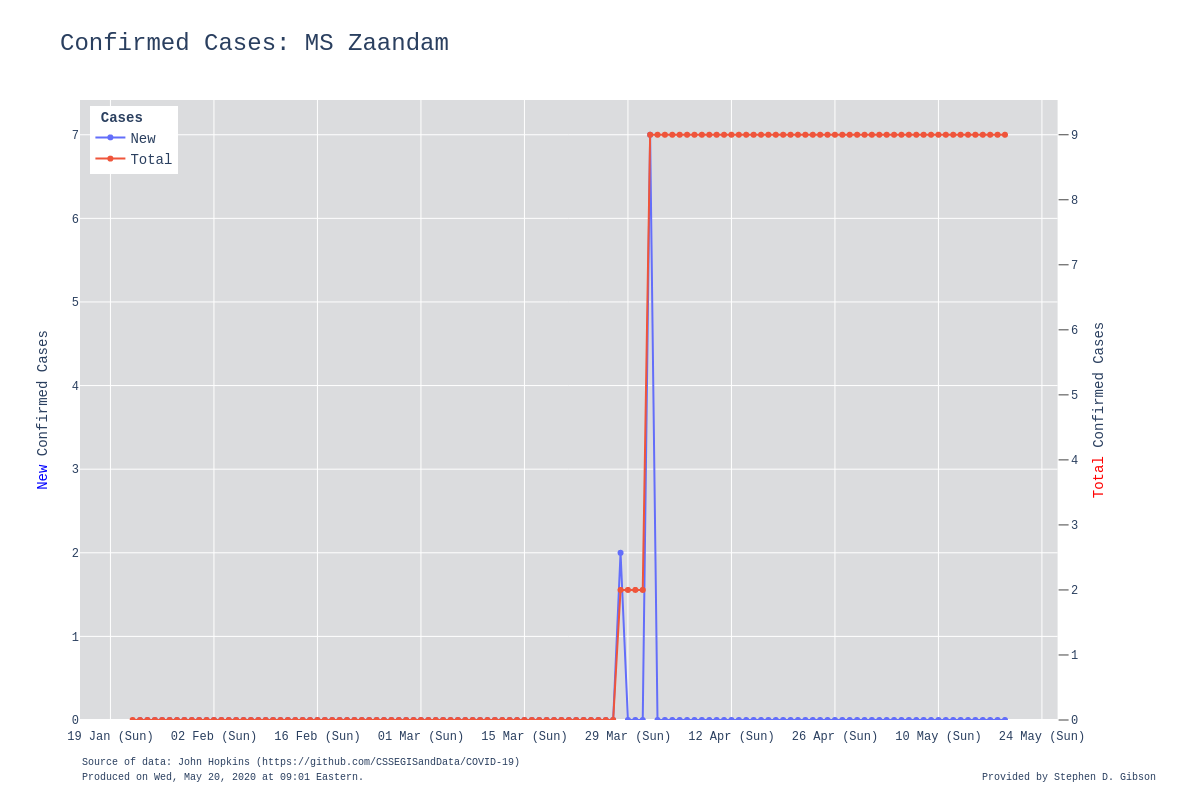 Confirmed Cases: MS Zaandam
Cases
New
Total
7
6
5
4
3
2
1
0
New Confirmed Cases
9
8
7
6
5
4
3
2
1
0
Total Confirmed Cases
19 Jan (Sun) 02 Feb (Sun) 16 Feb (Sun) 01 Mar (Sun) 15 Mar (Sun) 29 Mar (Sun) 12 Apr (Sun) 26 Apr (Sun) 10 May (Sun) 24 May (Sun)
Source of data: John Hopkins (https://github.com/CSSEGISandData/COVID-19)
Produced on Wed, May 20, 2020 at 09:01 Eastern.
Provided by Stephen D. Gibson